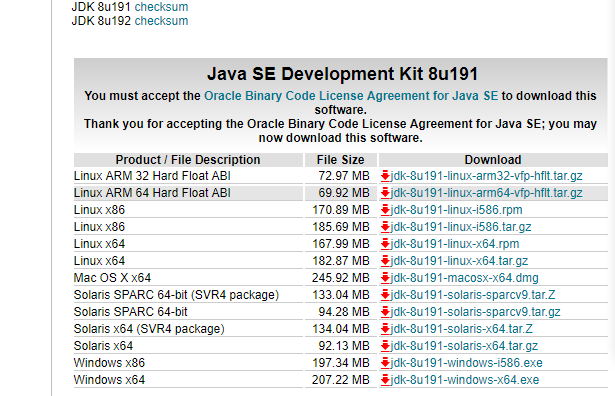 JDK 8u191 checksum
JDK 8u192 checksum
Java SE Development Kit 8u191
You must accept the Oracle Binary Code License Agreement for Java SE to download this
software.
Thank you for accepting the Oracle Binary Code License Agreement for Java SE; you may
now download this software.
Product / File Description File Size Download
Linux ARM 32 Hard Float ABI 72.97 MB jdk-8u191-linux-arm32-vfp-hflt.tar.gz
Linux ARM 64 Hard Float ABI 69.92 MB jdk-8u191-linux-arm64-vfp-hflt.tar.gz
Linux x86 170.89 MB jdk-8u191-linux-i586.rpm
Linux x86 185.69 MB jdk-8u191-linux-i586.tar.gz
Linux x64 167.99 MB jdk-8u191-linux-x64.rpm
Linux x64 182.87 MB jdk-8u191-linux-x64.tar.gz
Mac OS X x64 245.92 MB jdk-8u191-macosx-x64.dmg
Solaris SPARC 64-bit (SVR4 package) 133.04 MB jdk-8u191-solaris-sparcv9.tar.Z
Solaris SPARC 64-bit 94.28 MB jdk-8u191-solaris-sparcv9.tar.gz
Solaris x64 (SVR4 package) 134.04 MB jdk-8u191-solaris-x64.tar.Z
Solaris x64 92.13 MB jdk-8u191-solaris-x64.tar.gz
Windows x86 197.34 MB jdk-8u191-windows-i586.exe
Windows x64 207.22 MB jdk-8u191-windows-x64.exe